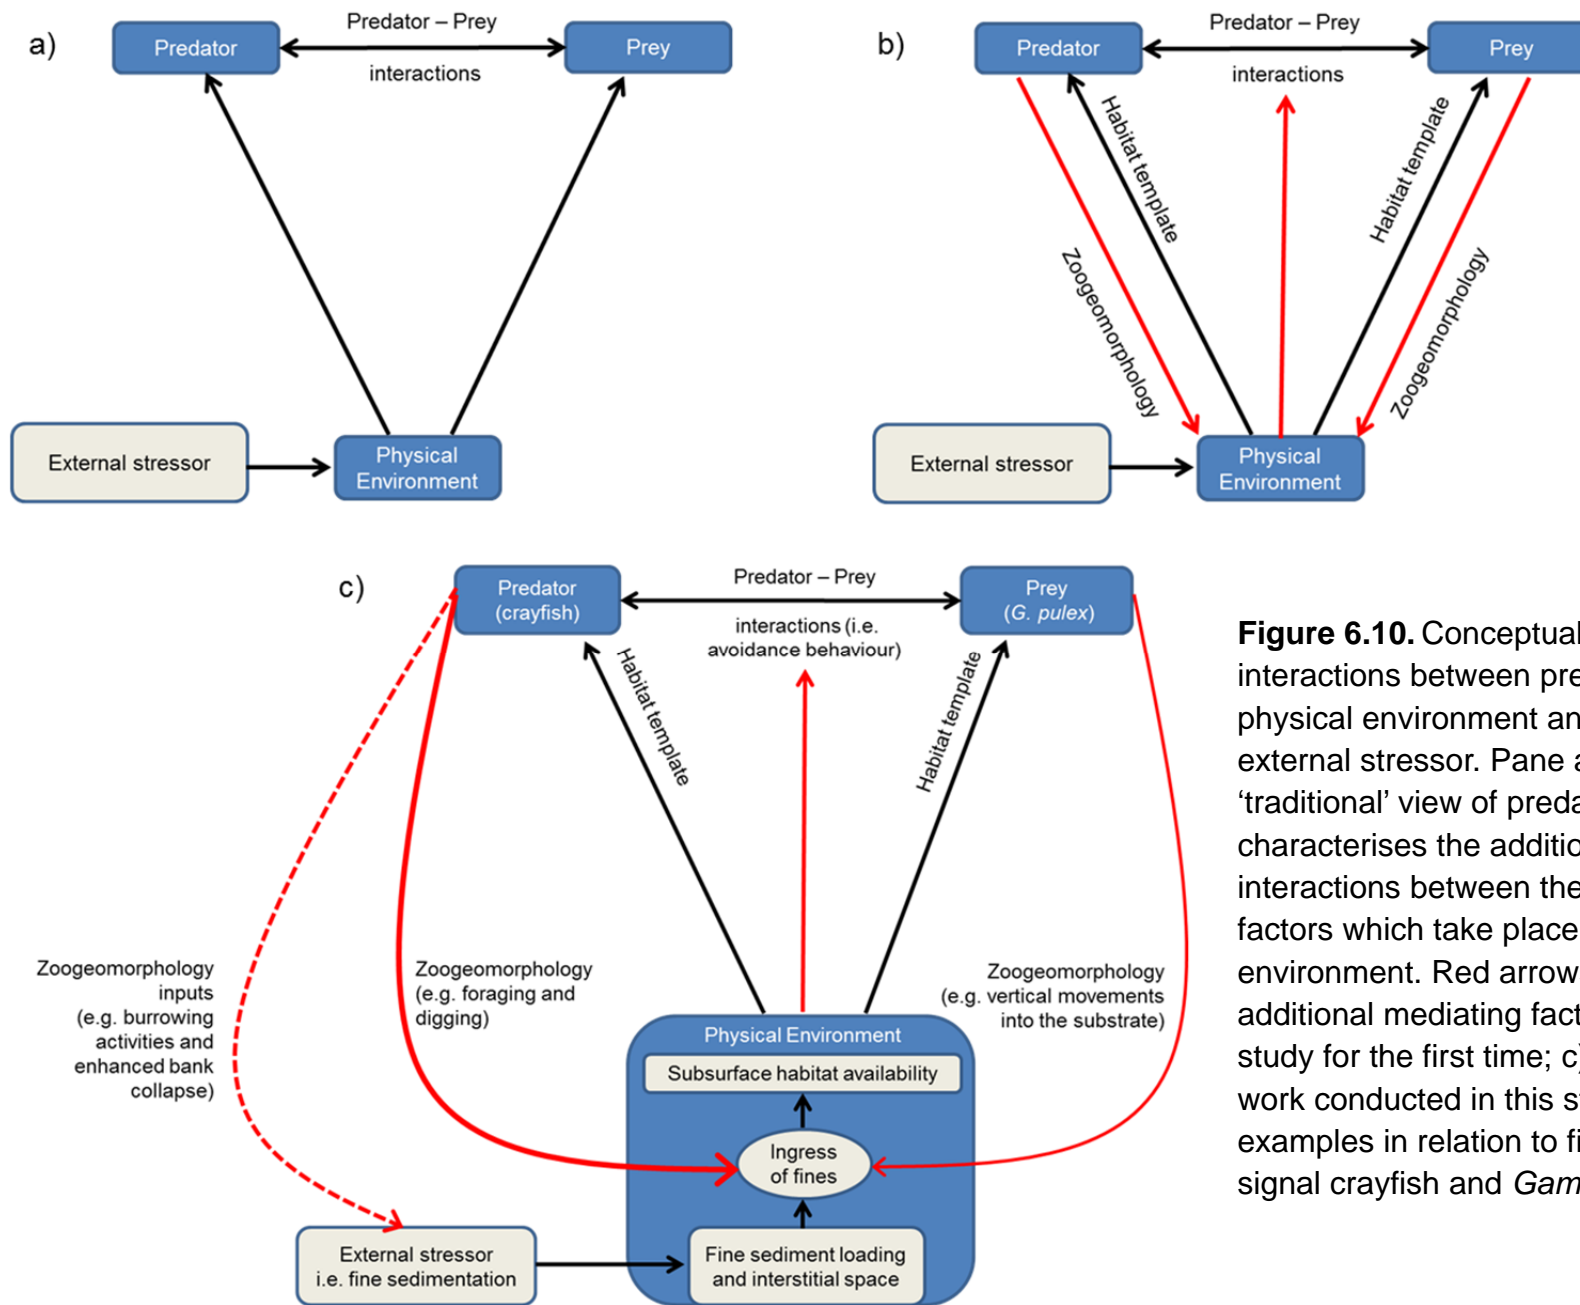 a)
Predator
Predator – Prey
interactions
Prey
External stressor
Physical
Environment
b)
Predator
Predator – Prey
interactions
Prey
Habitat template
Habitat template
Zoogeomorphology
Zoogeomorphology
External stressor
Physical
Environment
c)
Predator
(crayfish)
Predator – Prey
interactions (i.e.
avoidance behaviour)
Prey
(G. pulex)
Habitat template
Habitat template
Zoogeomorphology
inputs
(e.g. burrowing
activities and
enhanced bank
collapse)
Zoogeomorphology
(e.g. foraging and
digging)
Zoogeomorphology
(e.g. vertical movements
into the substrate)
Physical Environment
Subsurface habitat availability
Ingress
of fines
Fine sediment loading
and interstitial space
External stressor
i.e. fine sedimentation
Figure 6.10. Conceptual
interactions between pre
physical environment an
external stressor. Pane a
‘traditional’ view of preda
characterises the additio
interactions between the
factors which take place
environment. Red arrow
additional mediating fact
study for the first time; c)
work conducted in this s
examples in relation to fi
signal crayfish and Gam